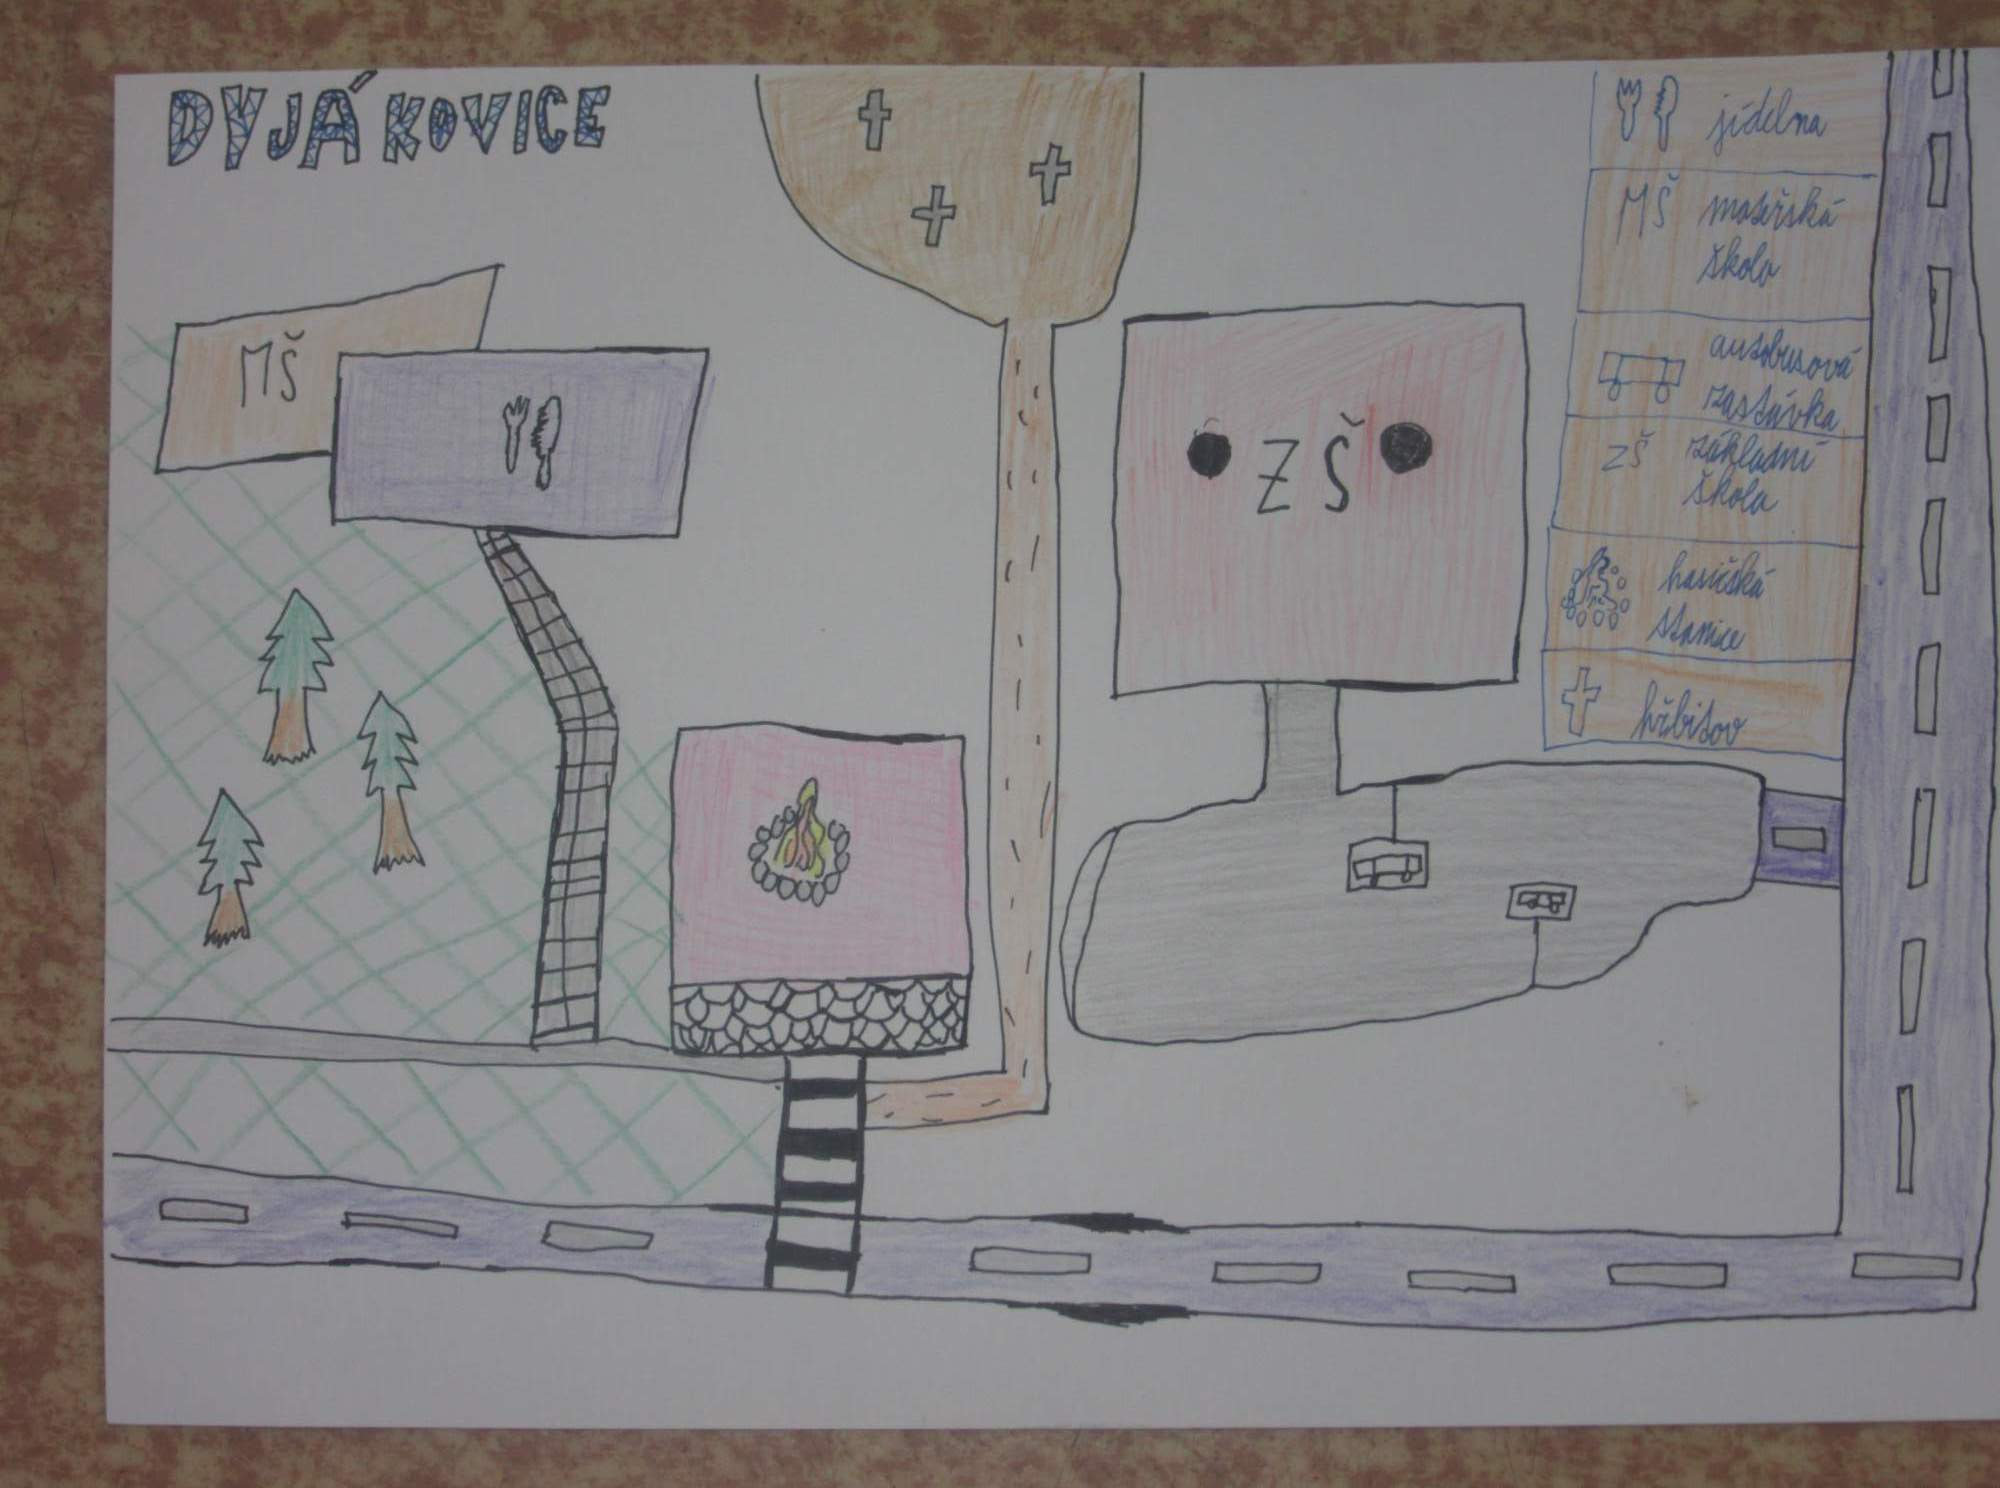 DYJÁKOVICE
jídelna
MŠ mateřská
škola
autobusová
zastávka
ZŠ základní
škola
hasičská
stanice
hřbitov
MŠ
ZŠ